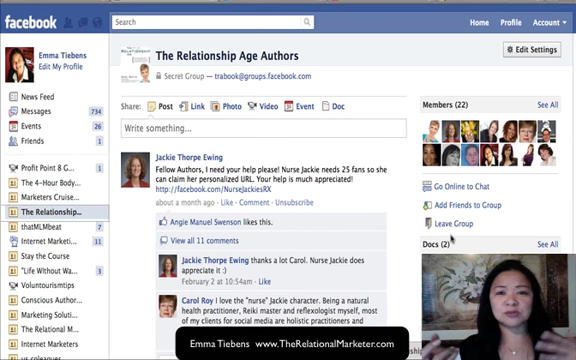 facebook
Search
Home Profile Account
Emma Tiebens
Edit My Profile
News Feed
Messages 734
Events 26
Friends 1
Profit Point 8 G... 1
The 4-Hour Body...
Marketers Cruise...
The Relationship...
thatMLMbeat 7
Internet Marketi... 11
Stay the Course
"Life Without Wa... 3
Voluntourismtips
Conscious Author...
Marketing Soluti...
The Relational M...
Internet Markete...
us colleagues
The Relationship Age Authors
Secret Group — trabook@groups.facebook.com
Edit Settings
Share: Post Link Photo Video Event Doc
Write something...
Jackie Thorpe Ewing
Fellow Authors, I need your help please! Nurse Jackie needs 25 fans so she
can claim her personalized URL. Your help is much appreciated!
http://facebook.com/NurseJackiesRX
about a month ago · Like · Comment · Unsubscribe
Angie Manuel Swenson likes this.
View all 11 comments
Jackie Thorpe Ewing thanks a lot Carol. Nurse Jackie does
appreciate it :)
February 2 at 10:54am · Like
Carol Roy I love the "nurse" Jackie character. Being a natural
health practitioner, Reiki master and reflexologist myself, most
of my clients for social media are holistic practitioners and
Members (22) See All
Go Online to Chat
Add Friends to Group
Leave Group
Docs (2) See All
Emma Tiebens www.TheRelationalMarketer.com